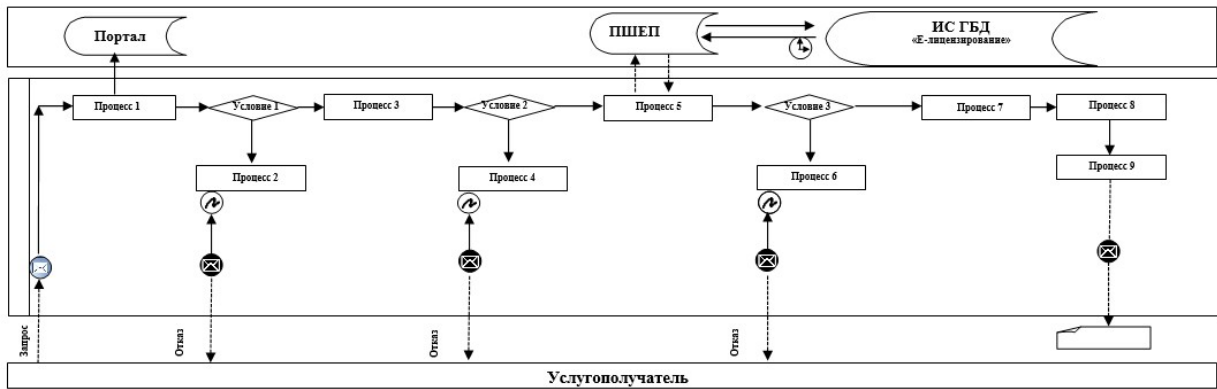 Портал
ПШЕП
ИС ГБД
«Е-лицензирование»
Процесс 1
Условие 1
Процесс 3
Условие 2
Процесс 5
Условие 3
Процесс 7
Процесс 8
Процесс 2
Процесс 4
Процесс 6
Процесс 9
Запрос
Отказ
Отказ
Отказ
Услугополучатель